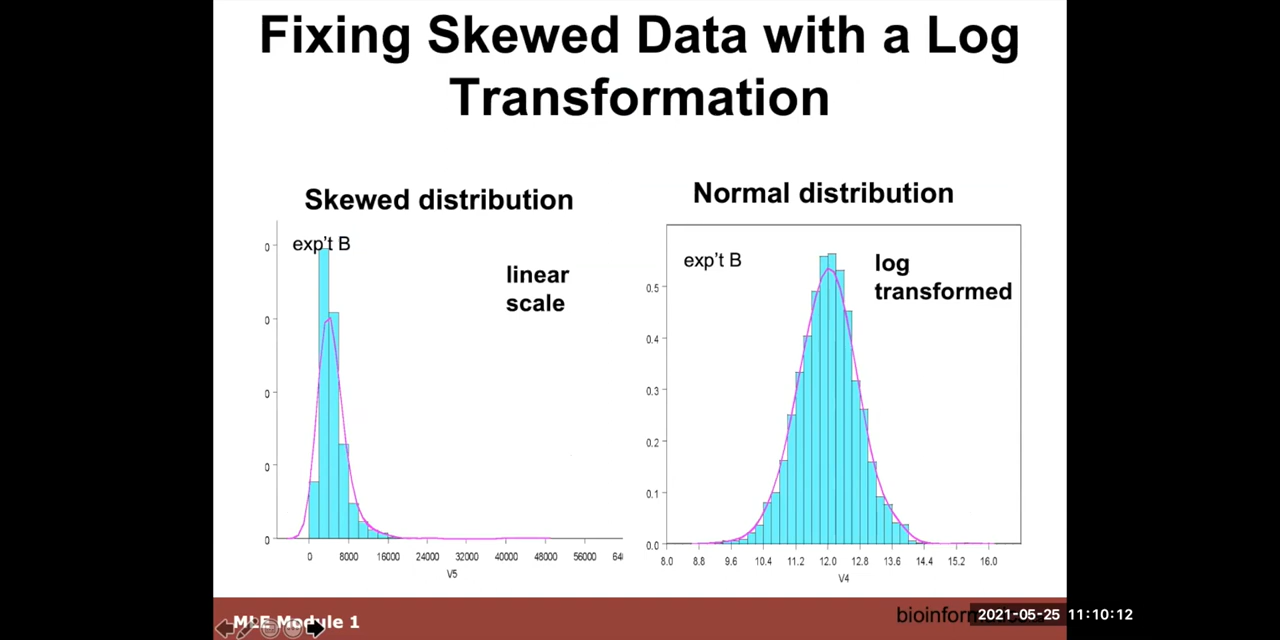 Fixing Skewed Data with a Log
Transformation
Skewed distribution
exp't B
linear
scale
0
0
0
0
0
0 8000 16000 24000 32000 40000 48000 56000
V5
Normal distribution
exp't B
log
transformed
0.5
0.4
0.3
0.2
0.1
0.0
8.0 8.8 9.6 10.4 11.2 12.0 12.8 13.6 14.4 15.2 16.0
V4
MLE Module 1
2021-05-25 11:10:12